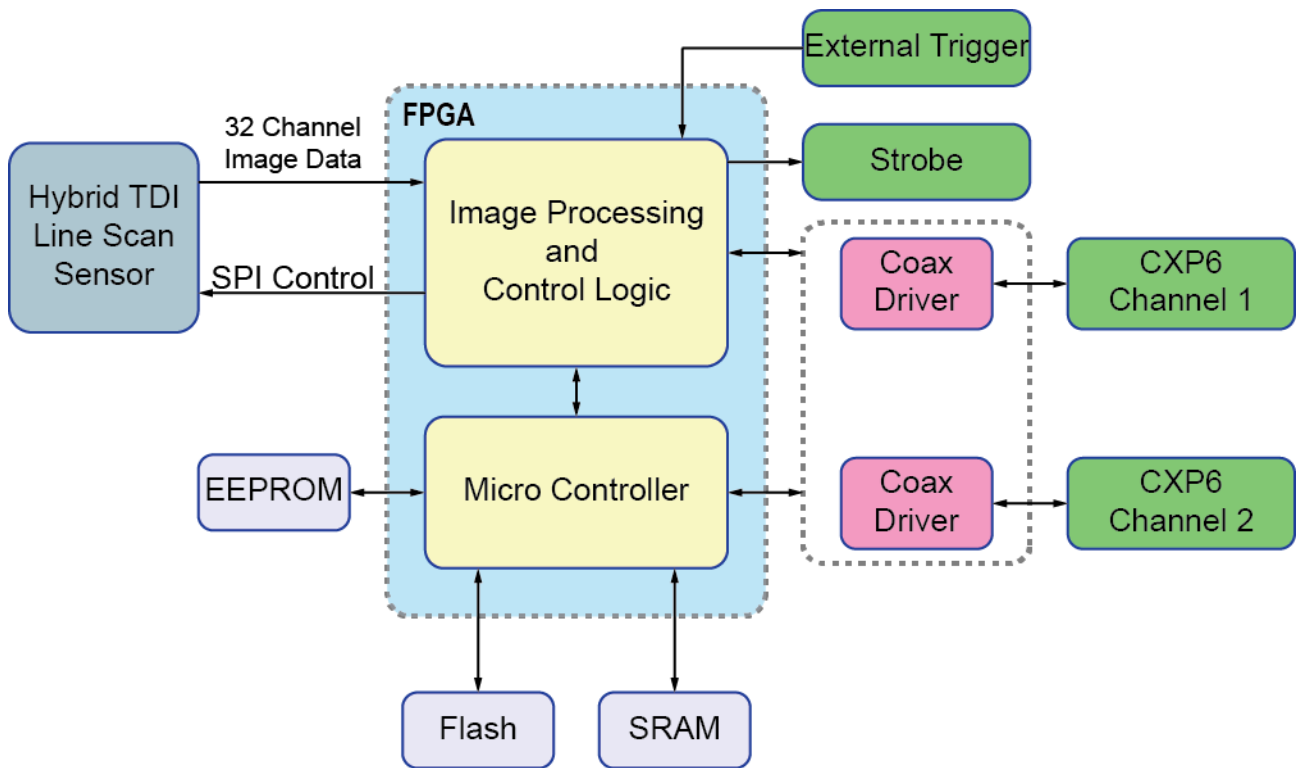 External Trigger
FPGA
32 Channel
Image Data
Strobe
Hybrid TDI
Line Scan
Sensor
Image Processing
and
Control Logic
SPI Control
Coax
Driver
CXP6
Channel 1
EEPROM
Micro Controller
Coax
Driver
CXP6
Channel 2
Flash
SRAM